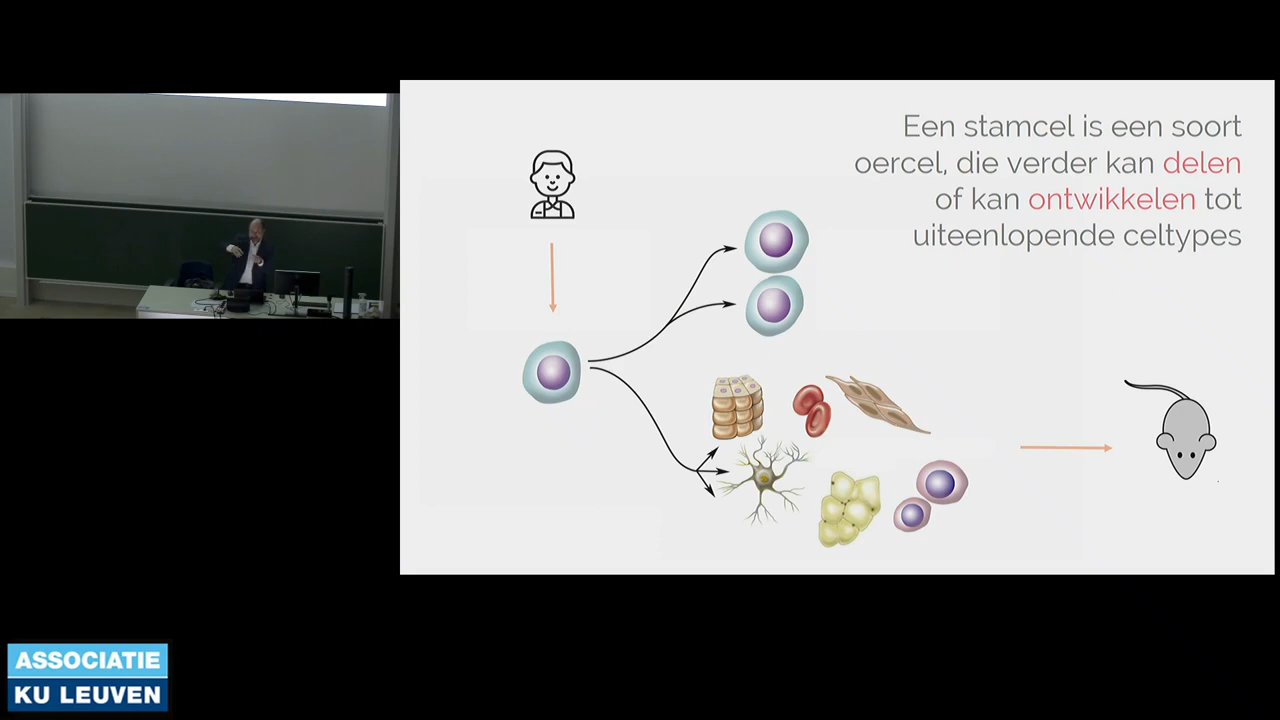 Een stamcel is een soort
oercel, die verder kan delen
of kan ontwikkelen tot
uiteenlopende celtypes
ASSOCIATIE
KU LEUVEN